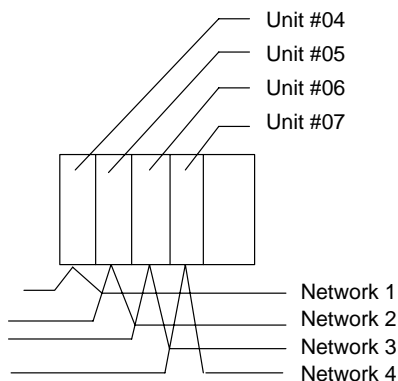 Unit #04
Unit #05
Unit #06
Unit #07
Network 1
Network 2
Network 3
Network 4